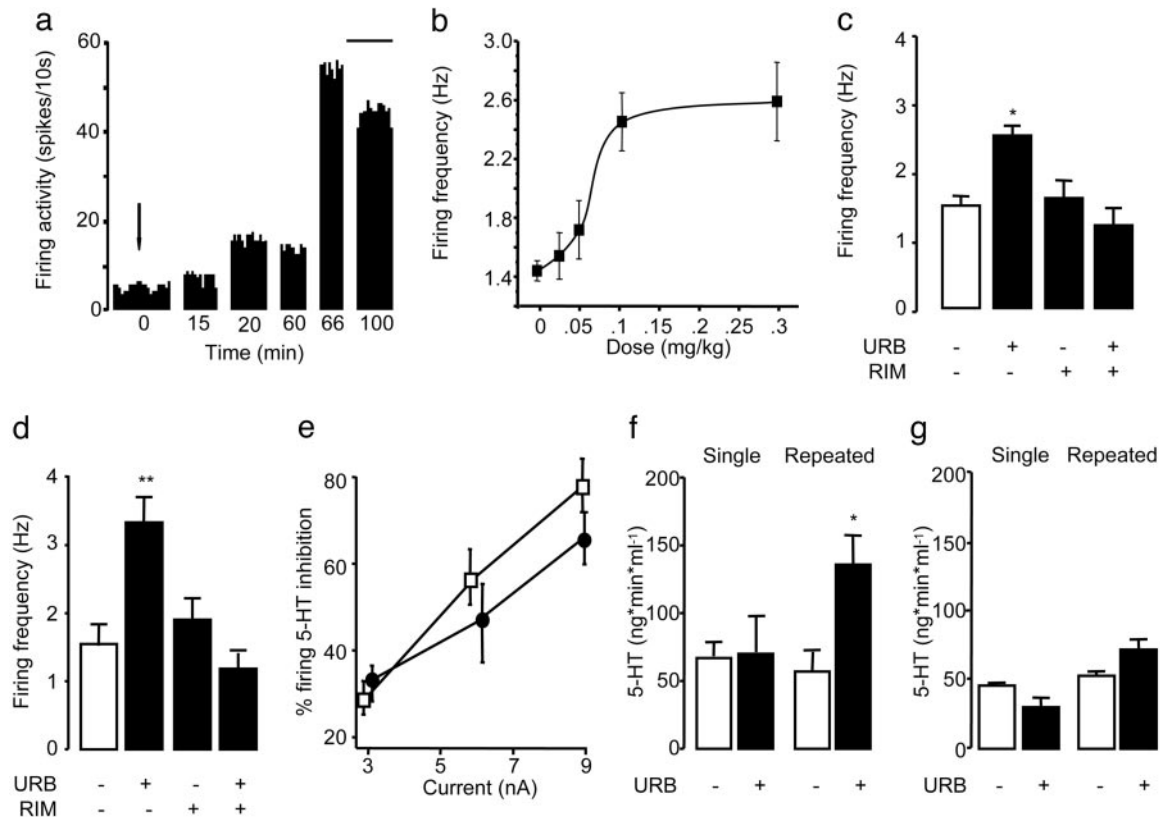 a
Firing activity (spikes/10s)
60
40
20
0
0 15 20 60 66 100
Time (min)
b
Firing frequency (Hz)
3.0
2.6
2.2
1.8
1.4
0 .05 .1 .15 .2 .25 .3
Dose (mg/kg)
c
Firing frequency (Hz)
4
3
2
1
0
*
URB - + - +
RIM - - + +
d
Firing frequency (Hz)
4
3
2
1
0
**
URB - + - +
RIM - - + +
e
% firing 5-HT inhibition
80
60
40
20
3 5 7 9
Current (nA)
f
Single Repeated
5-HT (ng*min*ml-1)
200
150
100
50
0
*
URB - + - +
g
Single Repeated
5-HT (ng*min*ml-1)
200
150
100
50
0
URB - + - +